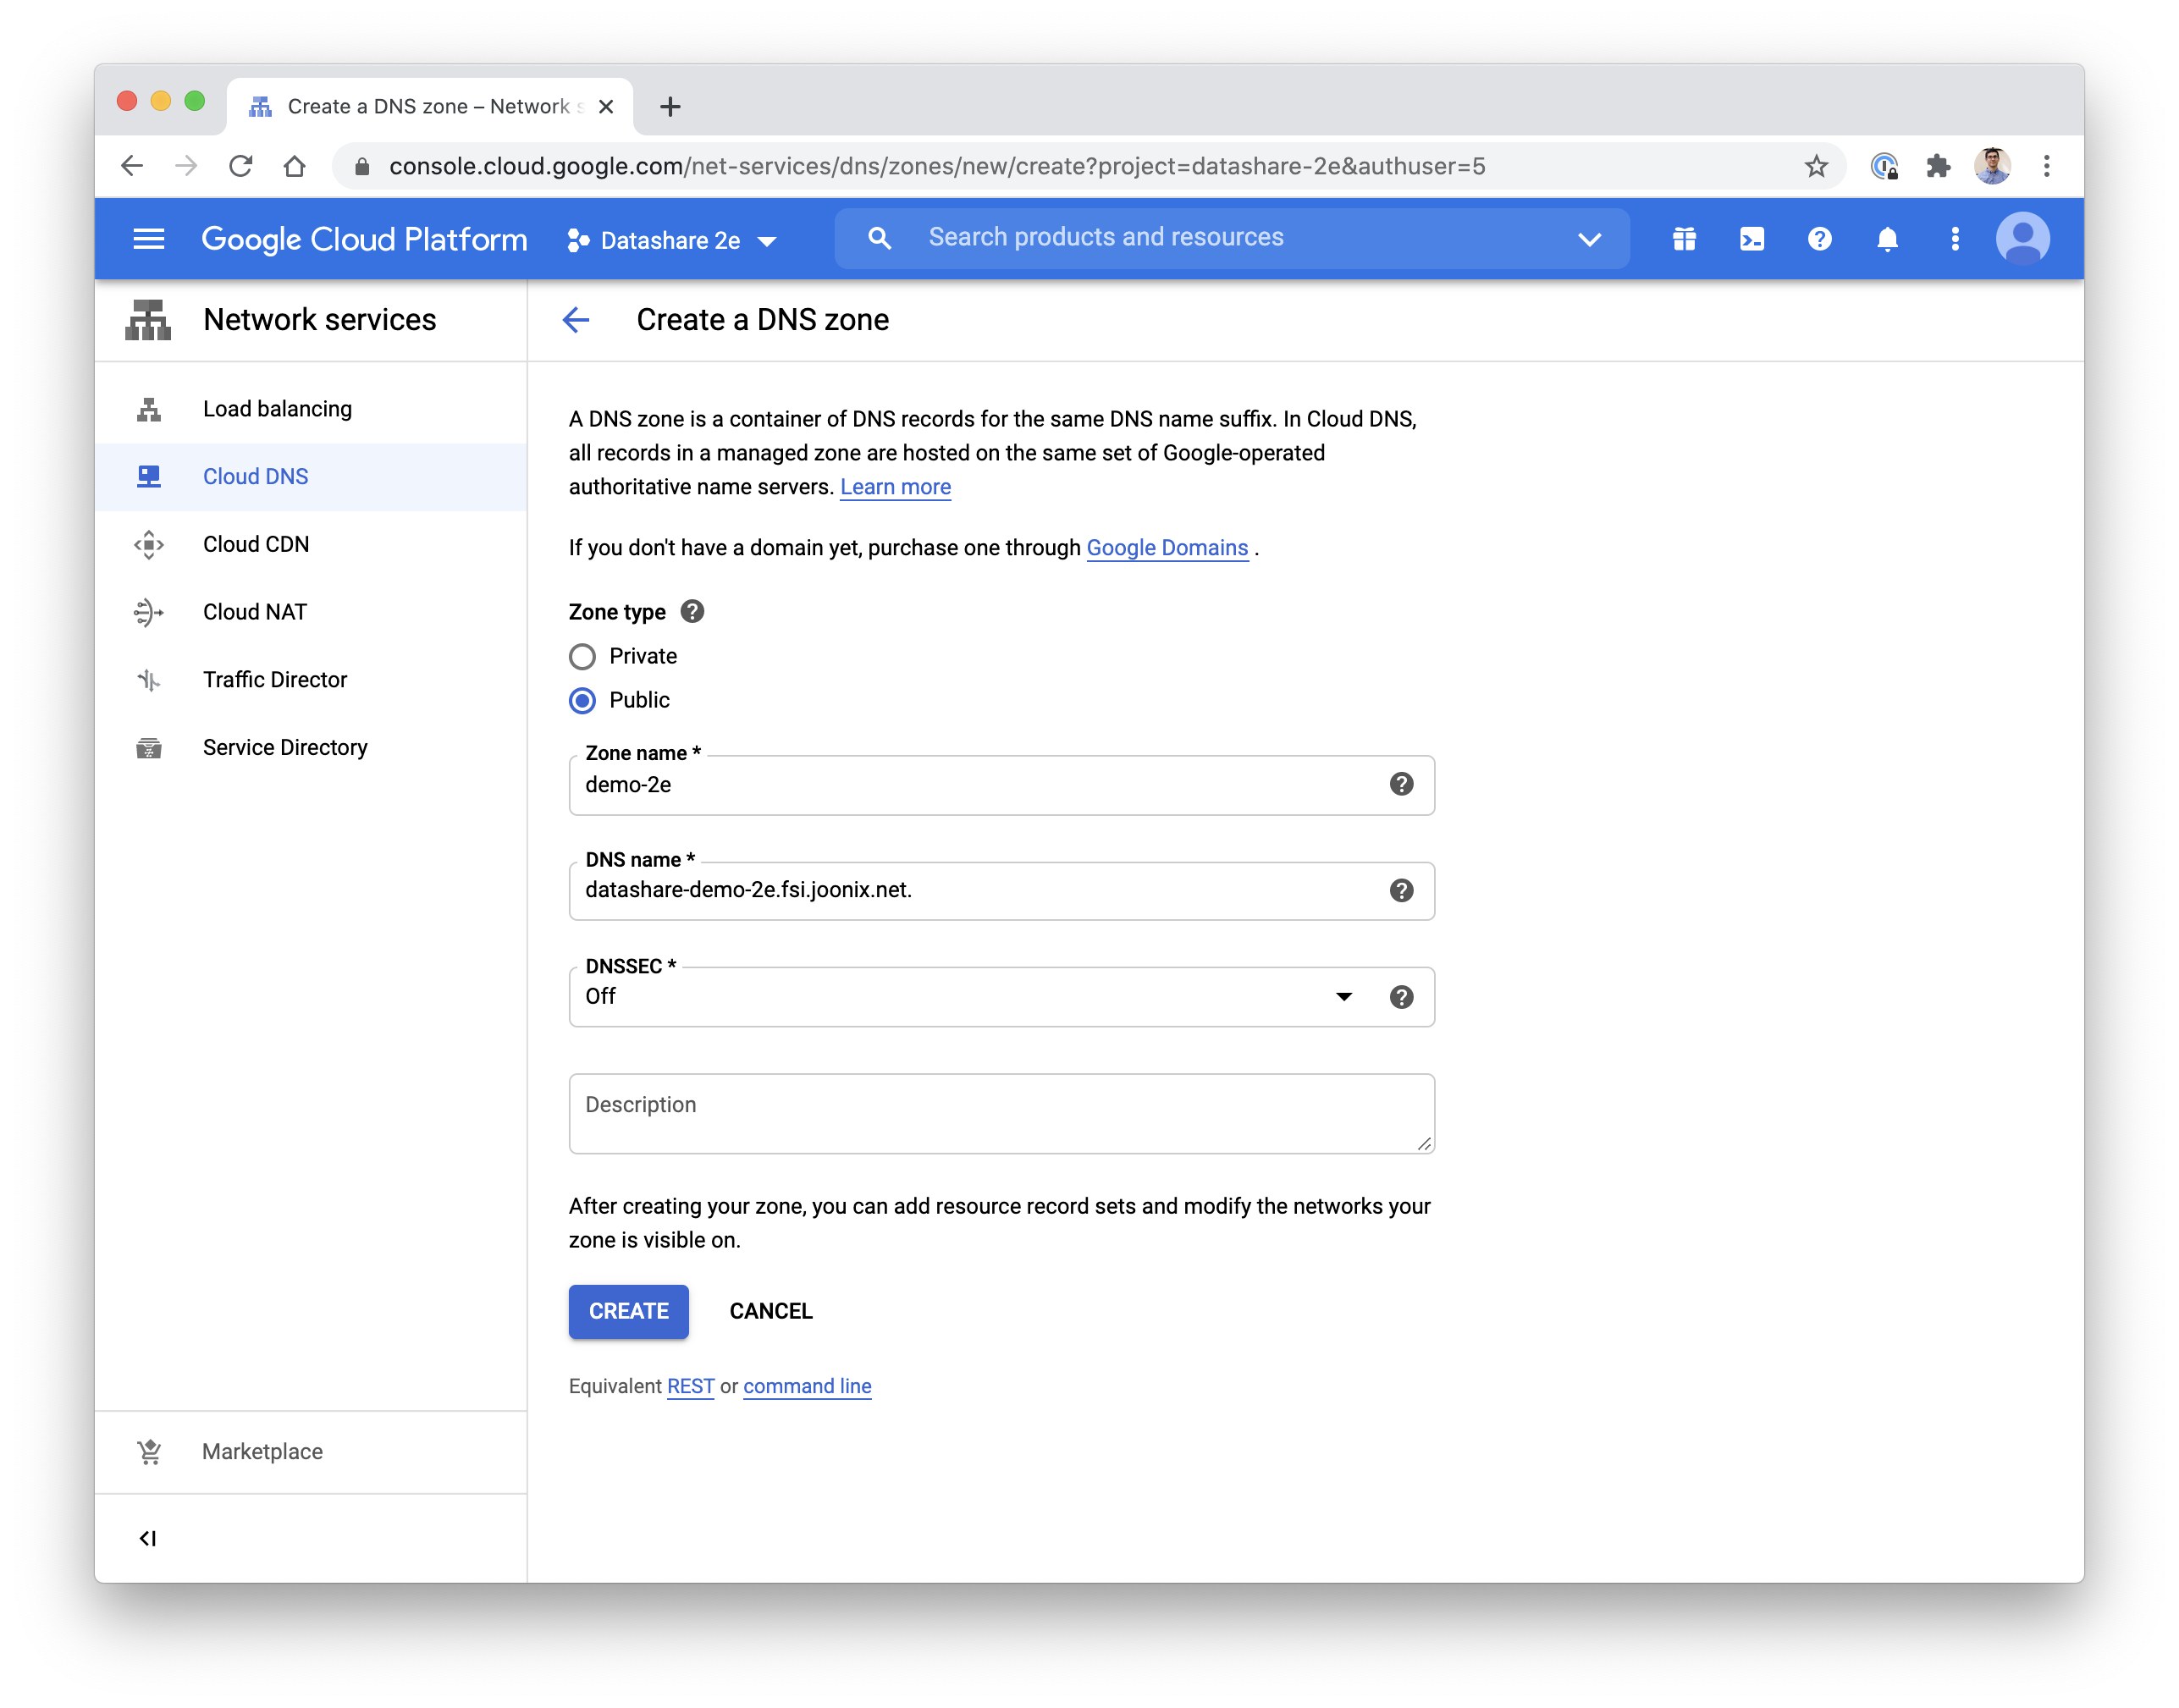 Create a DNS zone – Network s
console.cloud.google.com/net-services/dns/zones/new/create?project=datashare-2e&authuser=5
Google Cloud Platform
Datashare 2e
Search products and resources
Network services
Create a DNS zone
Load balancing
Cloud DNS
Cloud CDN
Cloud NAT
Traffic Director
Service Directory
Marketplace
A DNS zone is a container of DNS records for the same DNS name suffix. In Cloud DNS,
all records in a managed zone are hosted on the same set of Google-operated
authoritative name servers. Learn more
If you don't have a domain yet, purchase one through Google Domains .
Zone type
Private
Public
Zone name *
demo-2e
DNS name *
datashare-demo-2e.fsi.joonix.net.
DNSSEC *
Off
Description
After creating your zone, you can add resource record sets and modify the networks your
zone is visible on.
CREATE
CANCEL
Equivalent REST or command line